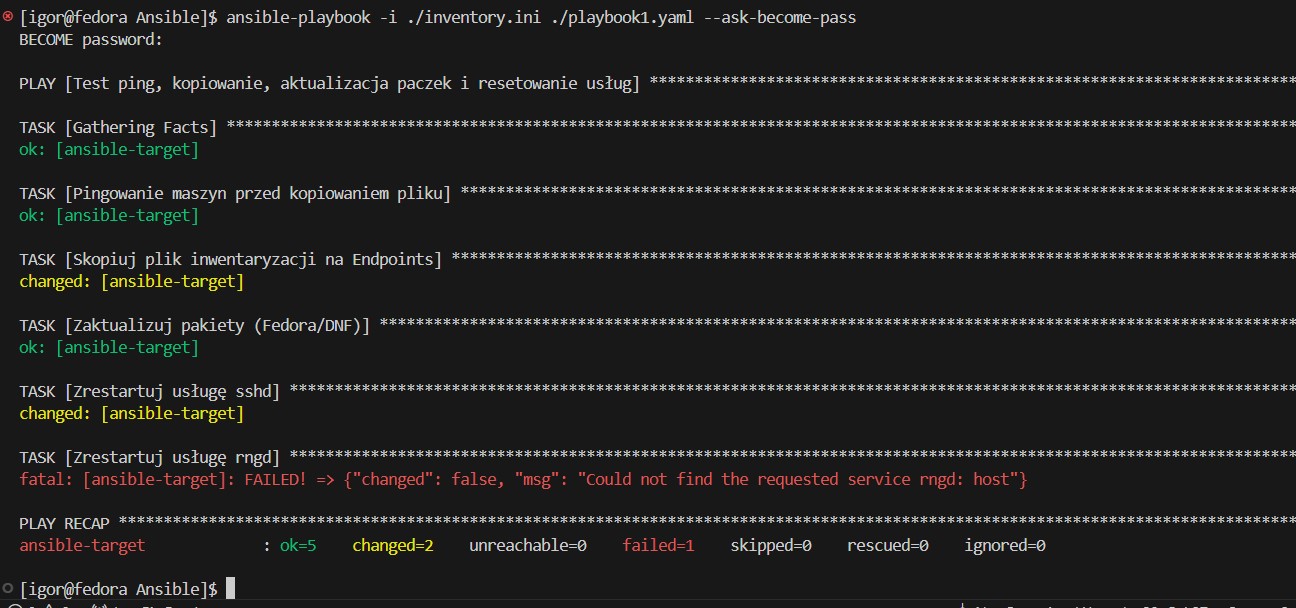 [igor@fedora Ansible]$ ansible-playbook -i ./inventory.ini ./playbook1.yaml --ask-become-pass
BECOME password:
PLAY [Test ping, kopiowanie, aktualizacja paczek i resetowanie usług] ************************************************************************
TASK [Gathering Facts] ***********************************************************************************************************************
ok: [ansible-target]
TASK [Pingowanie maszyn przed kopiowaniem pliku] *********************************************************************************************
ok: [ansible-target]
TASK [Skopiuj plik inwentaryzacji na Endpoints] **********************************************************************************************
changed: [ansible-target]
TASK [Zaktualizuj pakiety (Fedora/DNF)] ******************************************************************************************************
ok: [ansible-target]
TASK [Zrestartuj usługę sshd] ****************************************************************************************************************
changed: [ansible-target]
TASK [Zrestartuj usługę rngd] ****************************************************************************************************************
fatal: [ansible-target]: FAILED! => {"changed": false, "msg": "Could not find the requested service rngd: host"}
PLAY RECAP ***********************************************************************************************************************************
ansible-target             : ok=5    changed=2    unreachable=0    failed=1    skipped=0    rescued=0    ignored=0
[igor@fedora Ansible]$